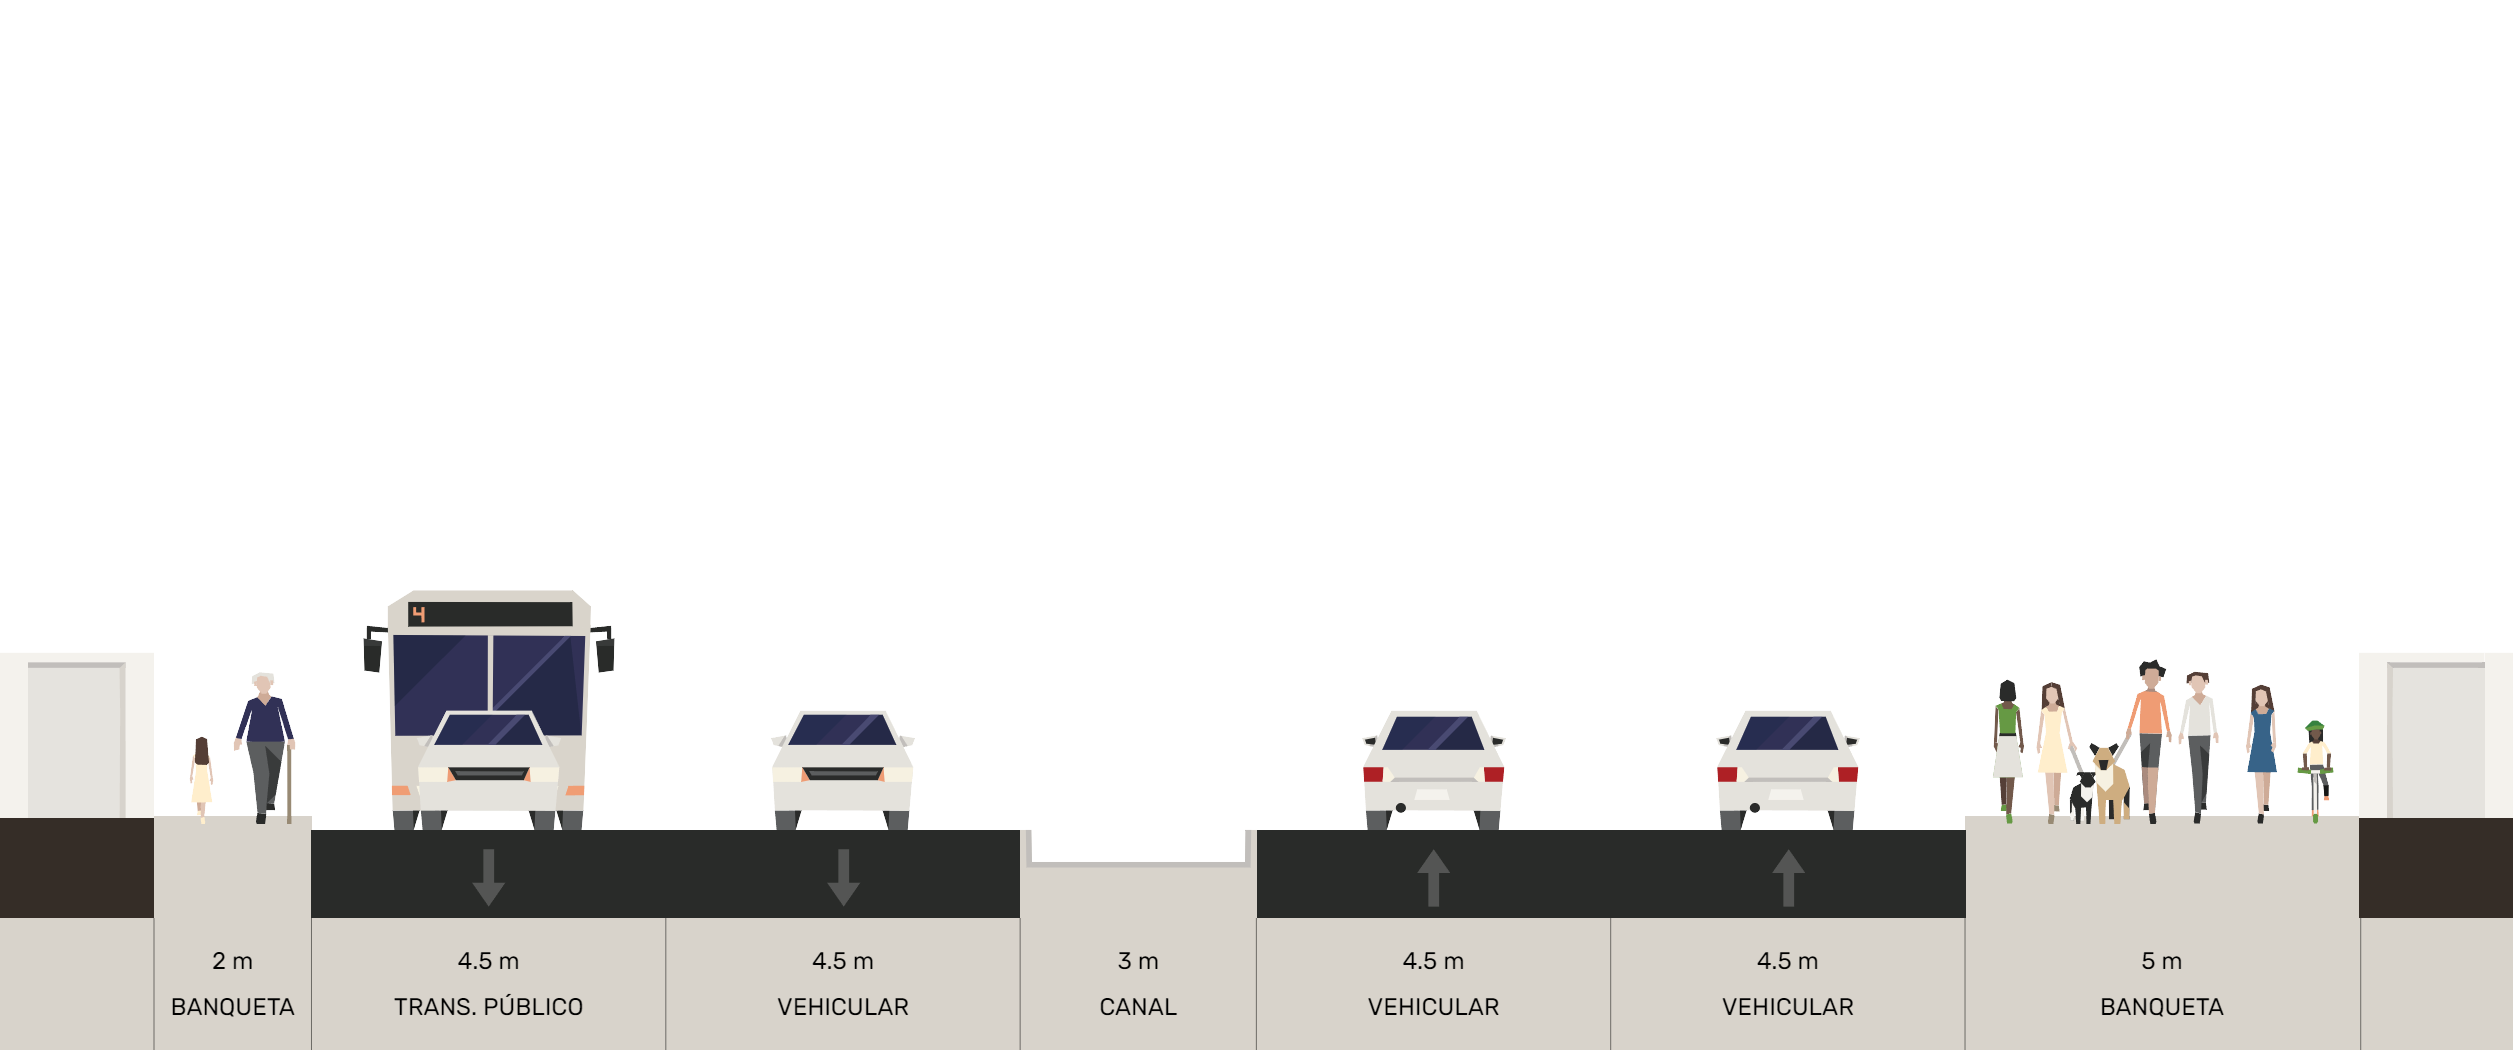 4
2 m
BANQUETA
4.5 m
TRANS. PÚBLICO
4.5 m
VEHICULAR
3 m
CANAL
4.5 m
VEHICULAR
4.5 m
VEHICULAR
5 m
BANQUETA